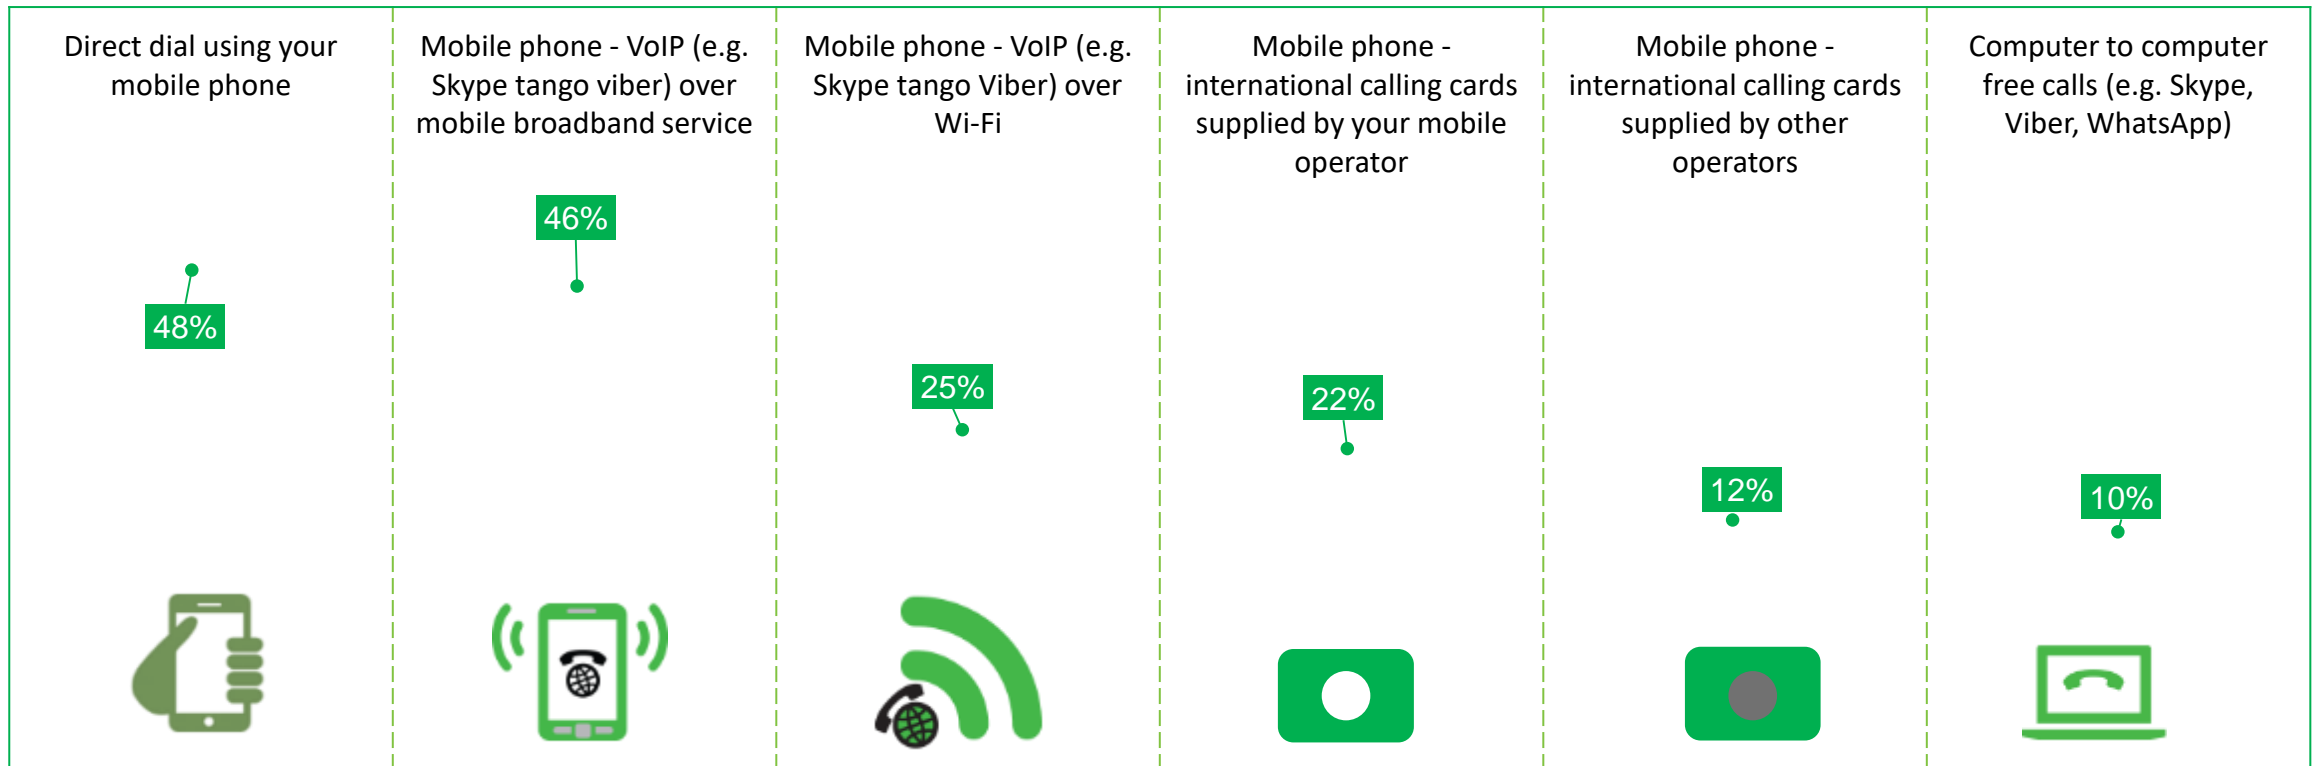 Direct dial using your
mobile phone
48%
Mobile phone - VoIP (e.g.
Skype tango viber) over
mobile broadband service
46%
Mobile phone - VoIP (e.g.
Skype tango Viber) over
Wi-Fi
25%
Mobile phone -
international calling cards
supplied by your mobile
operator
22%
Mobile phone -
international calling cards
supplied by other
operators
12%
Computer to computer
free calls (e.g. Skype,
Viber, WhatsApp)
10%